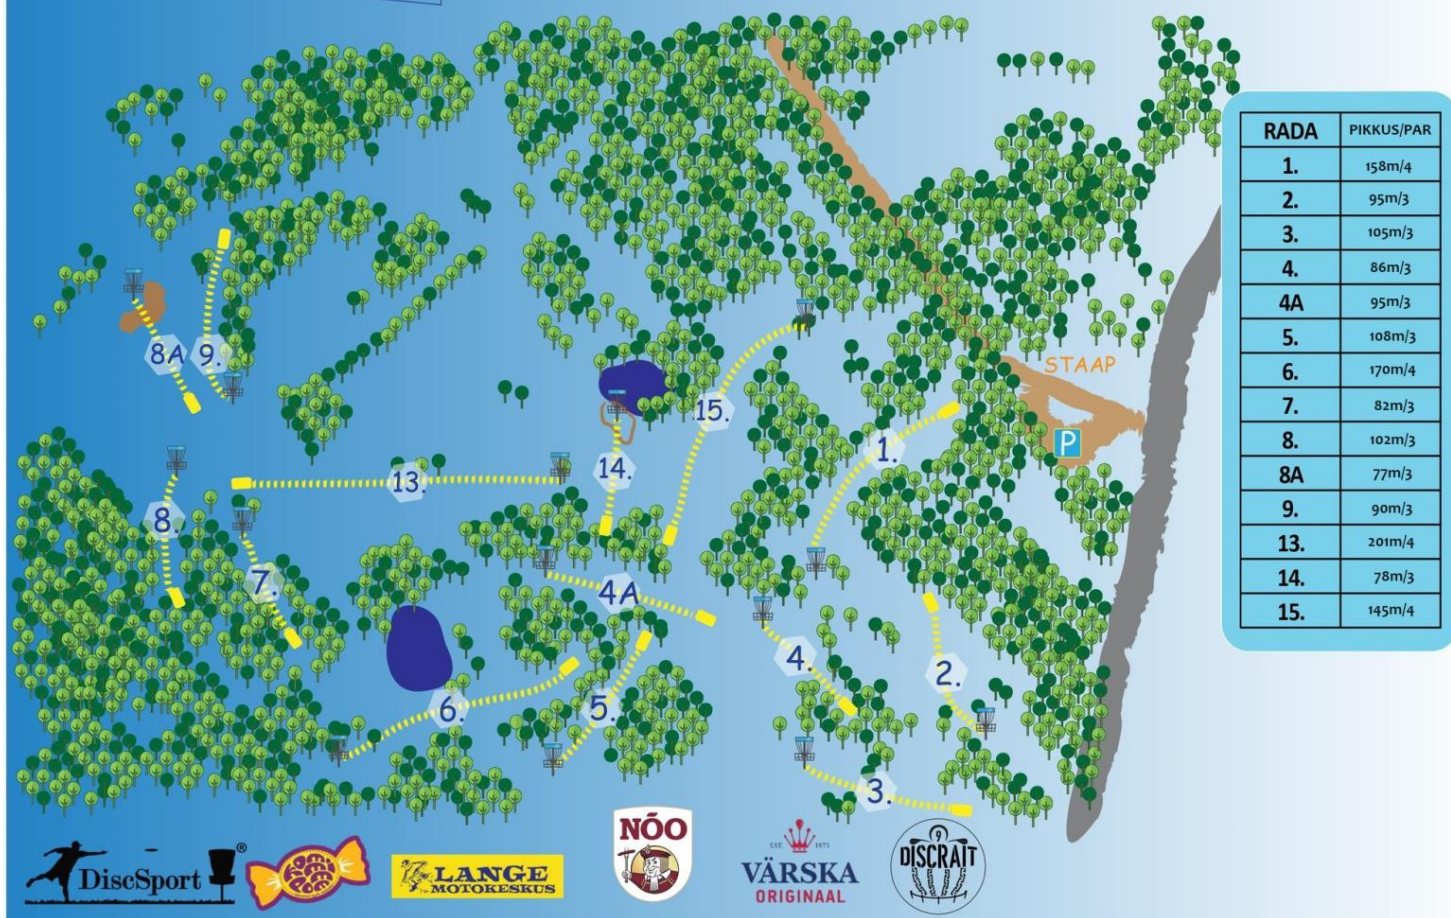 RADA PIKKUS/PAR
1. 158m/4
2. 95m/3
3. 105m/3
4. 86m/3
4A 95m/3
5. 108m/3
6. 170m/4
7. 82m/3
8. 102m/3
8A 77m/3
9. 90m/3
13. 201m/4
14. 78m/3
15. 145m/4
STAAP
P
8A 9.
15.
1.
13.
14.
8.
7.
4A
4.
2.
6.
5.
3.
DiscSport ®
LANGE
MOTOKESKUS
NÕO
EST. 1973
VÄRSKA
ORIGINAAL
9
DISCRAIT